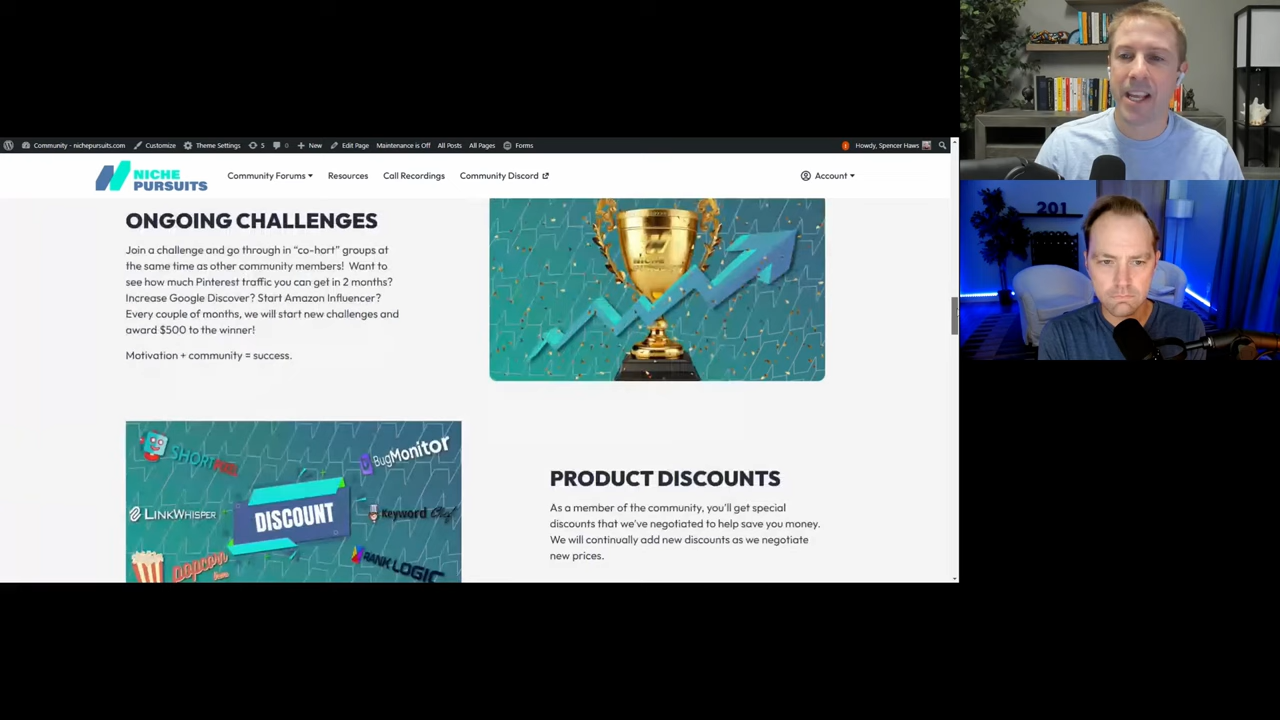 Community - nichepursuits.com Customize Theme Settings 5 0 New Edit Page Maintenance is Off All Posts All Pages Forms Howdy, Spencer Haws
NICHE
PURSUITS
Community Forums Resources Call Recordings Community Discord Account
ONGOING CHALLENGES
Join a challenge and go through in “co-hort” groups at
the same time as other community members! Want to
see how much Pinterest traffic you can get in 2 months?
Increase Google Discover? Start Amazon Influencer?
Every couple of months, we will start new challenges and
award $500 to the winner!
Motivation + community = success.
BugMonitor
LINKWHISPER
DISCOUNT
Keyword Chef
popcorn
RANK LOGIC
PRODUCT DISCOUNTS
As a member of the community, you'll get special
discounts that we've negotiated to help save you money.
We will continually add new discounts as we negotiate
new prices.
201